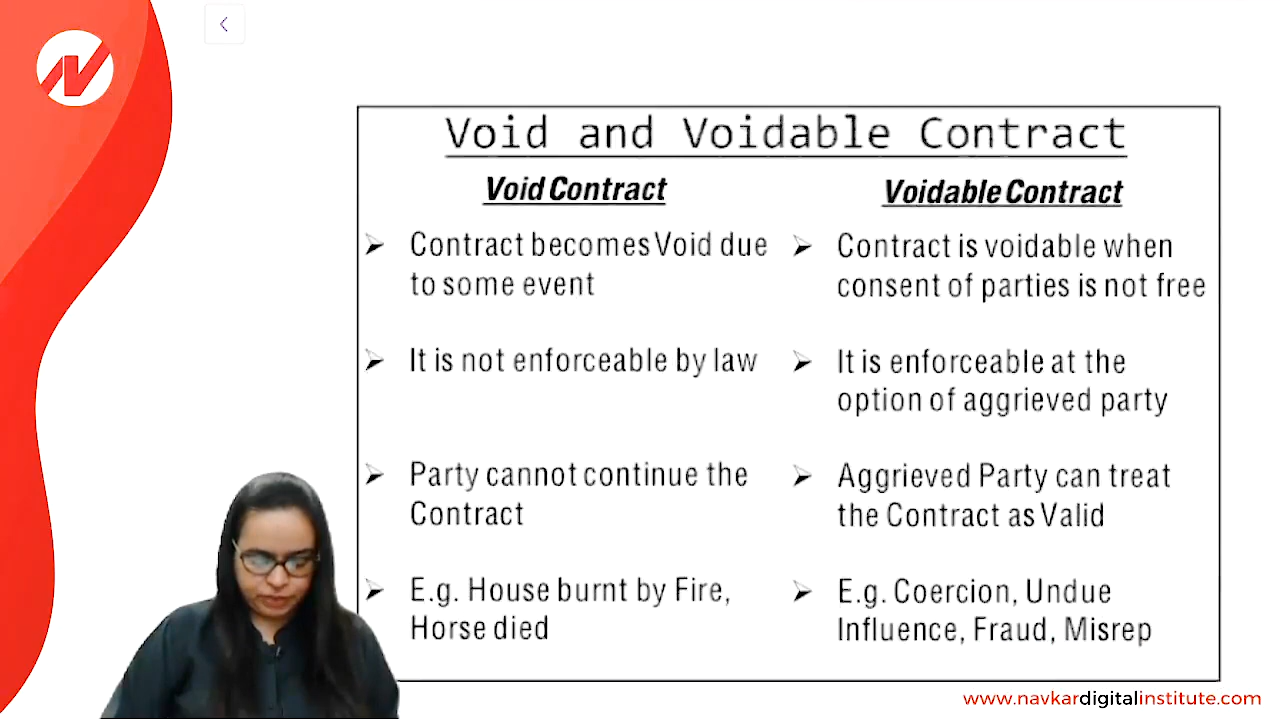 Void and Voidable Contract
Void Contract
Contract becomes Void due
to some event
It is not enforceable by law
Party cannot continue the
Contract
E.g. House burnt by Fire,
Horse died
Voidable Contract
Contract is voidable when
consent of parties is not free
It is enforceable at the
option of aggrieved party
Aggrieved Party can treat
the Contract as Valid
E.g. Coercion, Undue
Influence, Fraud, Misrep
www.navkardigitalinstitute.com